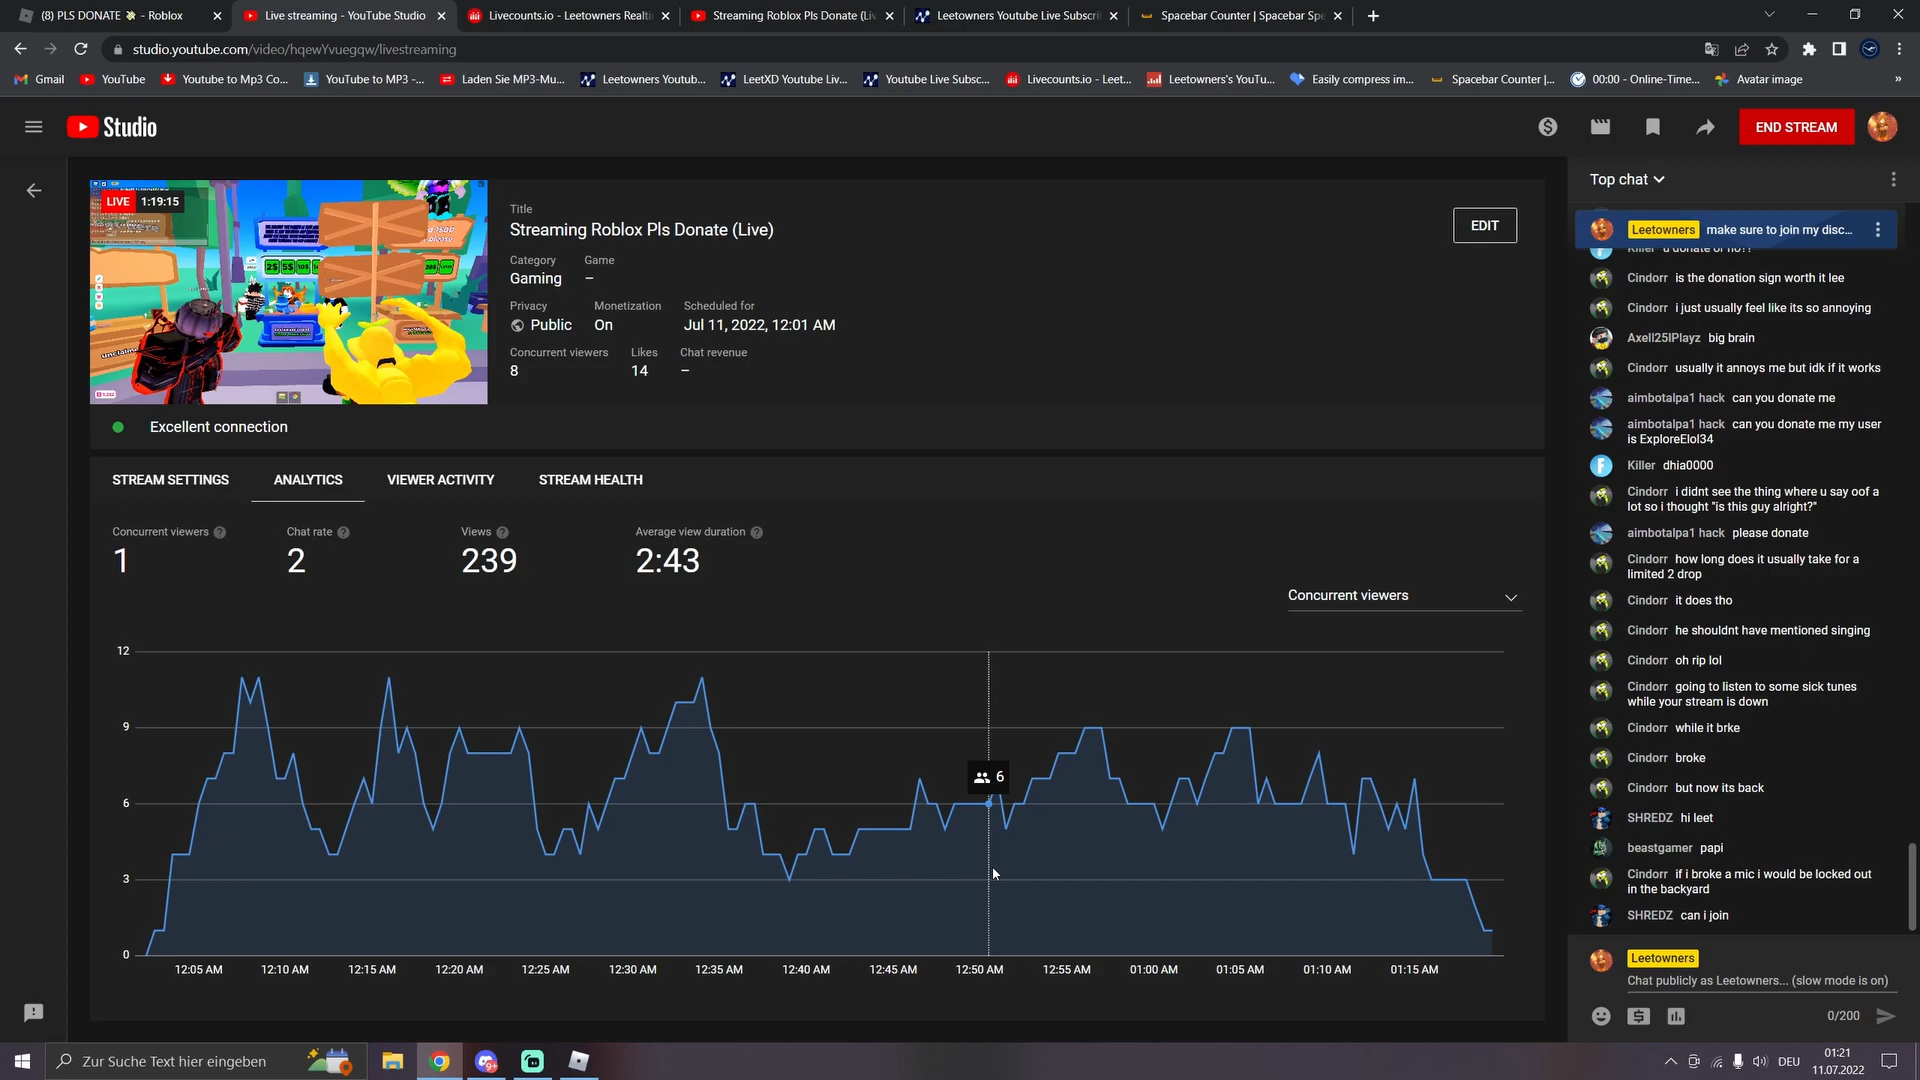 (8) PLS DONATE - Roblox
Live streaming - YouTube Studio
Livecounts.io - Leetowners Realti
Streaming Roblox Pls Donate (Liv
Leetowners Youtube Live Subscri
Spacebar Counter | Spacebar Spe
studio.youtube.com/video/hqewYvuegqw/livestreaming
Gmail
YouTube
Youtube to Mp3 Co...
YouTube to MP3 -...
Laden Sie MP3-Mu...
Leetowners Youtub...
LeetXD Youtube Liv...
Youtube Live Subsc...
Livecounts.io - Leet...
Leetowners's YouTu...
Easily compress im...
Spacebar Counter |...
00:00 - Online-Time...
Avatar image
»
Studio
END STREAM
LIVE 1:19:15
unclaime
2$ 5$ 10$
Title
Streaming Roblox Pls Donate (Live)
EDIT
Category Game
Gaming –
Privacy Monetization Scheduled for
Public On Jul 11, 2022, 12:01 AM
Concurrent viewers Likes Chat revenue
8 14 –
Excellent connection
STREAM SETTINGS
ANALYTICS
VIEWER ACTIVITY
STREAM HEALTH
Concurrent viewers
1
Chat rate
2
Views
239
Average view duration
2:43
Concurrent viewers
12
9
6
3
0
6
12:05 AM 12:10 AM 12:15 AM 12:20 AM 12:25 AM 12:30 AM 12:35 AM 12:40 AM 12:45 AM 12:50 AM 12:55 AM 01:00 AM 01:05 AM 01:10 AM 01:15 AM
Top chat
Leetowners make sure to join my disc...
Killer u donate or no??
Cindorr is the donation sign worth it lee
Cindorr i just usually feel like its so annoying
Axell25IPlayz big brain
Cindorr usually it annoys me but idk if it works
aimbotalpa1 hack can you donate me
aimbotalpa1 hack can you donate me my user
is ExploreElol34
Killer dhia0000
Cindorr i didnt see the thing where u say oof a
lot so i thought "is this guy alright?"
aimbotalpa1 hack please donate
Cindorr how long does it usually take for a
limited 2 drop
Cindorr it does tho
Cindorr he shouldnt have mentioned singing
Cindorr oh rip lol
Cindorr going to listen to some sick tunes
while your stream is down
Cindorr while it brke
Cindorr broke
Cindorr but now its back
SHREDZ hi leet
beastgamer papi
Cindorr if i broke a mic i would be locked out
in the backyard
SHREDZ can i join
Leetowners
Chat publicly as Leetowners... (slow mode is on)
0/200
Zur Suche Text hier eingeben
9+
DEU
01:21
11.07.2022